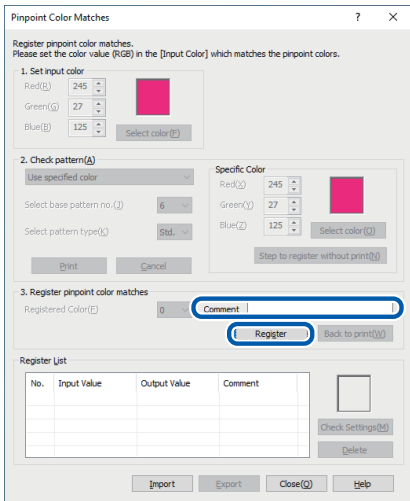 Pinpoint Color Matches ? ×
Register pinpoint color matches.
Please set the color value (RGB) in the [Input Color] which matches the pinpoint colors.
1. Set input color
Red(R) 245
Green(G) 27
Blue(B) 125 Select color(F)
2. Check pattern(A)
Use specified color
Select base pattern no.(J) 6
Select pattern type(K) Std.
Print Cancel
Specific Color
Red(X) 245
Green(Y) 27
Blue(Z) 125 Select color(O)
Step to register without print(N)
3. Register pinpoint color matches
Registered Color(E) 0 Comment
Register Back to print(W)
Register List
No. Input Value Output Value Comment
Check Settings(M)
Delete
Import Export Close(Q) Help